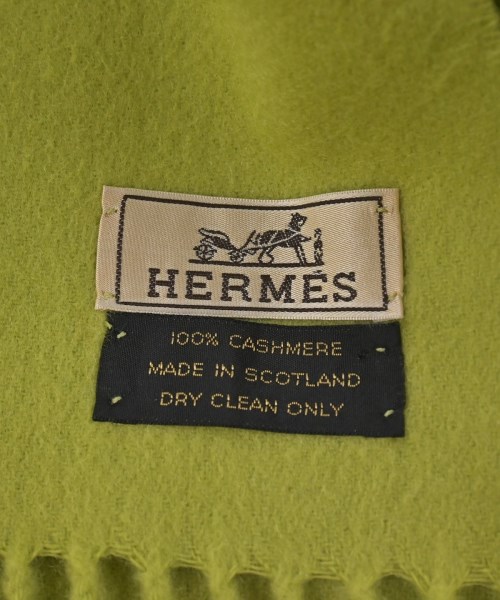 HERMÈS
100% CASHMERE
MADE IN SCOTLAND
DRY CLEAN ONLY